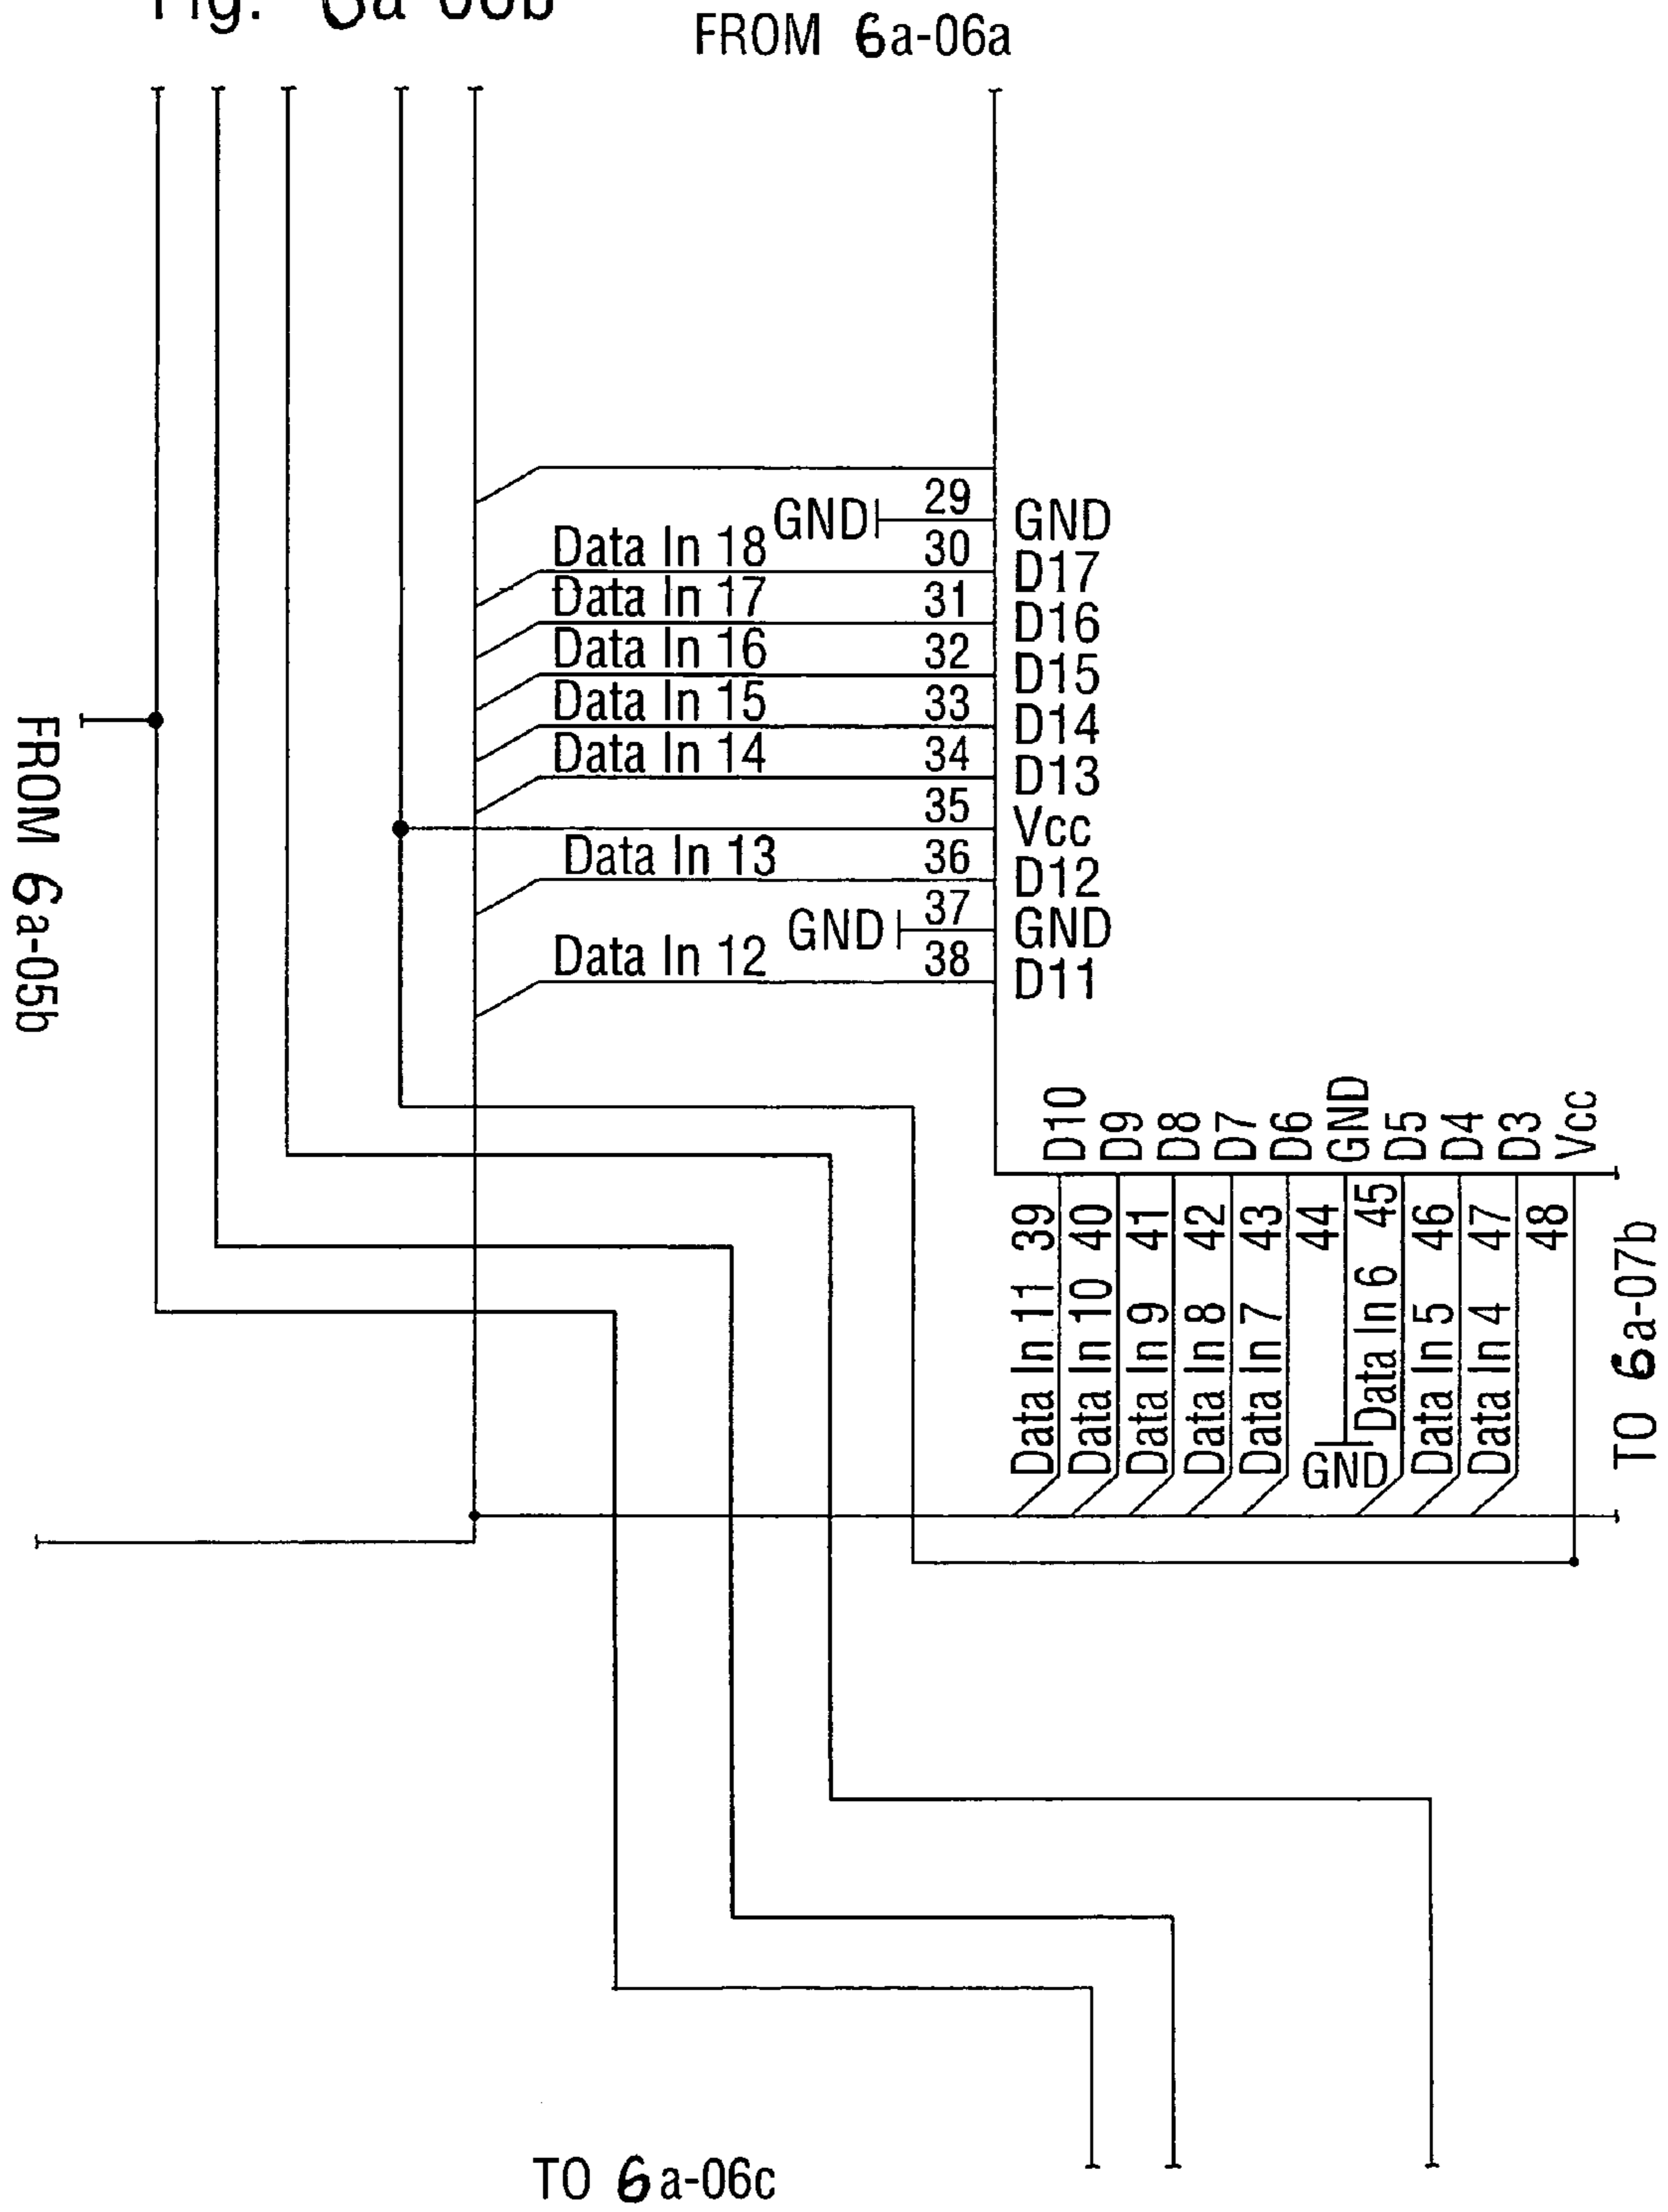 Fig. 6a-06b
FROM 6a-06a
29
GND
GND
Data In 18
30
D17
Data In 17
31
D16
Data In 16
32
D15
Data In 15
33
D14
Data In 14
34
D13
35
Vcc
Data In 13
36
D12
37
GND
GND
Data In 12
38
D11
FROM 6a-05b
D10
D9
D8
D7
D6
GND
D5
D4
D3
Vcc
Data In 11 39
Data In 10 40
Data In 9 41
Data In 8 42
Data In 7 43
44
GND
Data In 6 45
Data In 5 46
Data In 4 47
48
TO 6a-07b
TO 6a-06c